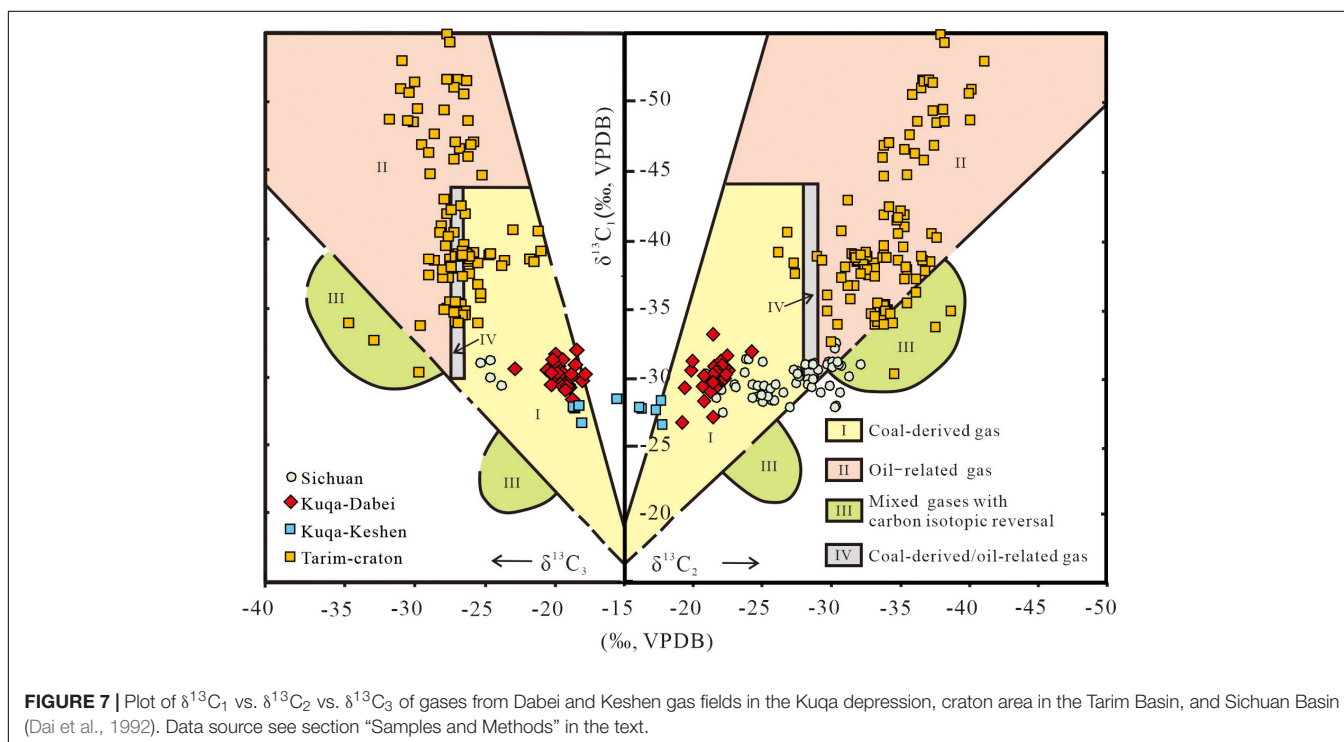 -50
-45
-40
-35
-30
-25
-20
δ¹³C₁(‰, VPDB)
II
II
III
IV
IV
III
I
I
III
III
Sichuan
Kuqa-Dabei
Kuqa-Keshen
Tarim-craton
I Coal-derived gas
II Oil-related gas
III Mixed gases with
carbon isotopic reversal
IV Coal-derived/oil-related gas
← δ¹³C₃
δ¹³C₂ →
-40 -35 -30 -25 -20 -15 -20 -25 -30 -35 -40 -45 -50
(‰, VPDB)
FIGURE 7 | Plot of δ¹³C₁ vs. δ¹³C₂ vs. δ¹³C₃ of gases from Dabei and Keshen gas fields in the Kuqa depression, craton area in the Tarim Basin, and Sichuan Basin
(Dai et al., 1992). Data source see section “Samples and Methods” in the text.